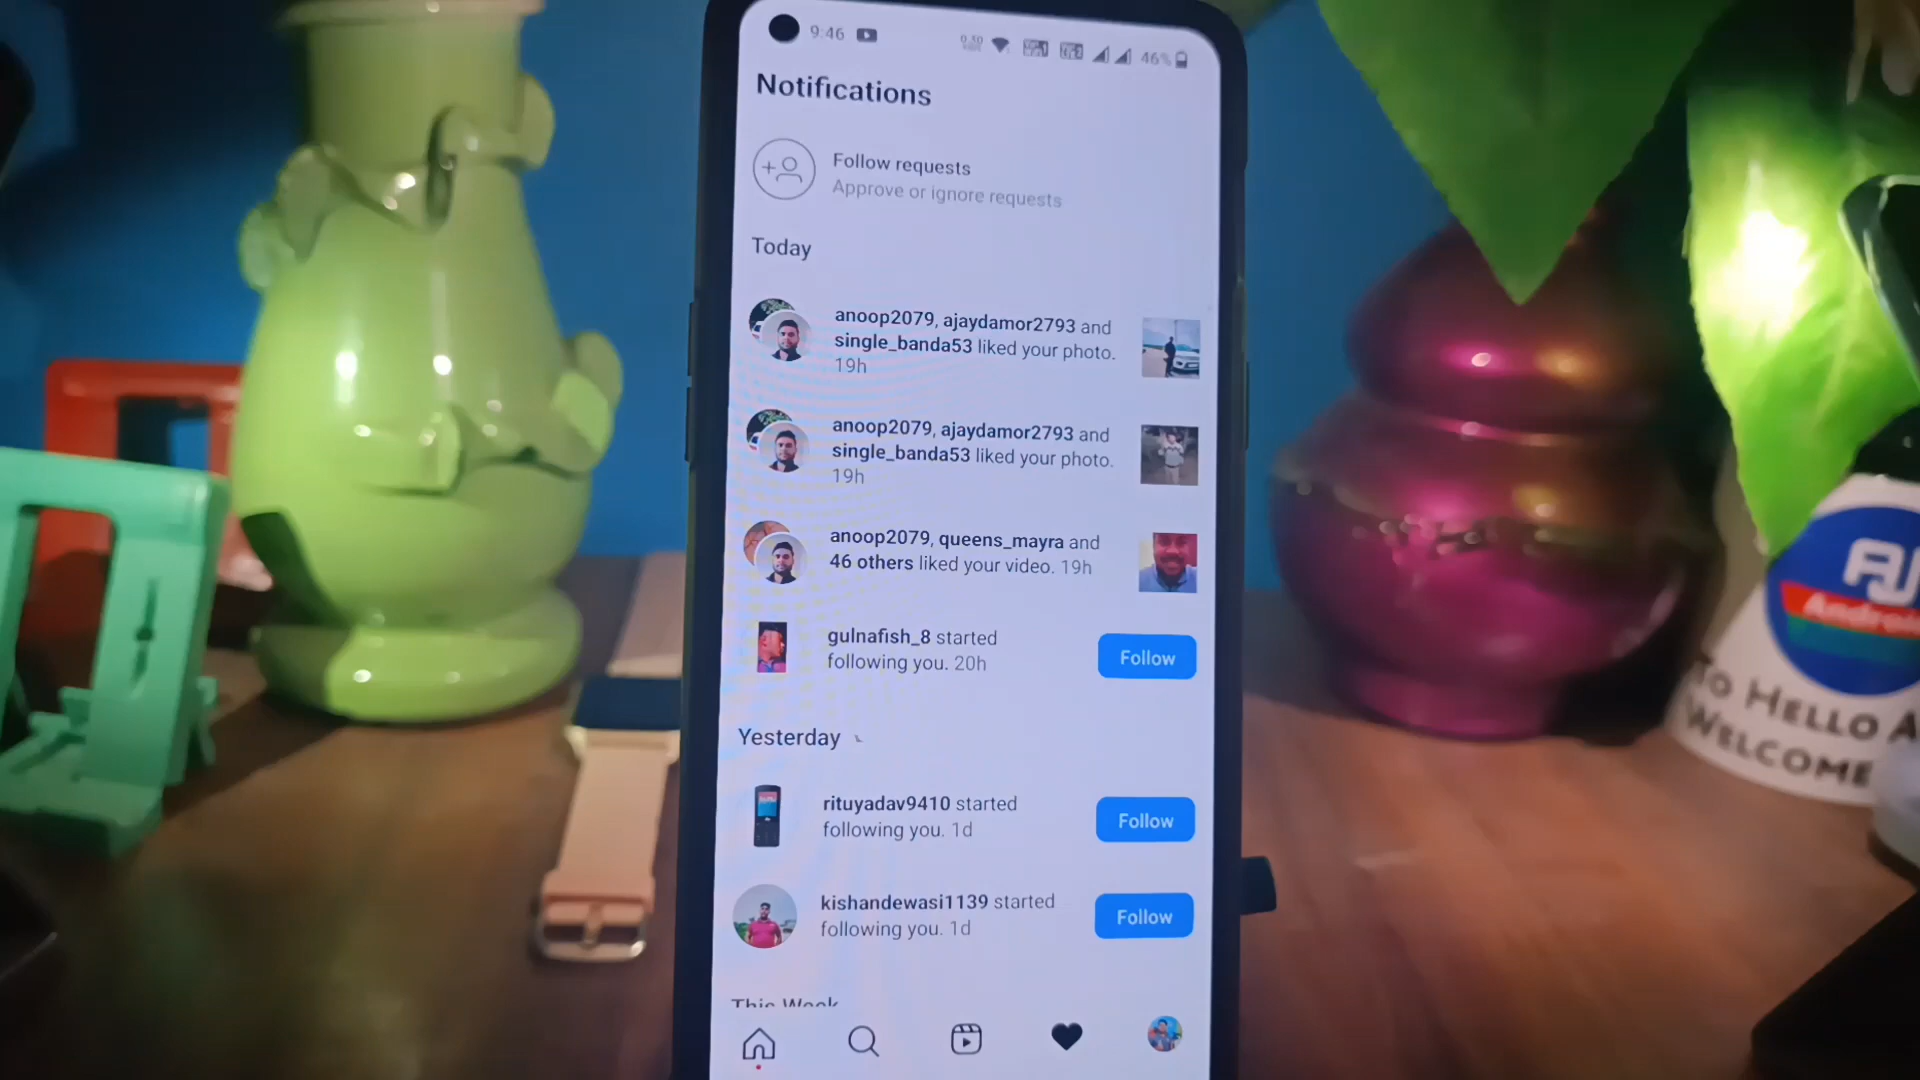 9:46
46%
Notifications
Follow requests
Approve or ignore requests
Today
anoop2079, ajaydamor2793 and
single_banda53 liked your photo.
19h
anoop2079, ajaydamor2793 and
single_banda53 liked your photo.
19h
anoop2079, queens_mayra and
46 others liked your video. 19h
gulnafish_8 started
following you. 20h
Follow
Yesterday
rituyadav9410 started
following you. 1d
Follow
kishandewasi1139 started
following you. 1d
Follow
This Week
AJ
Android
TO HELLO A
WELCOME